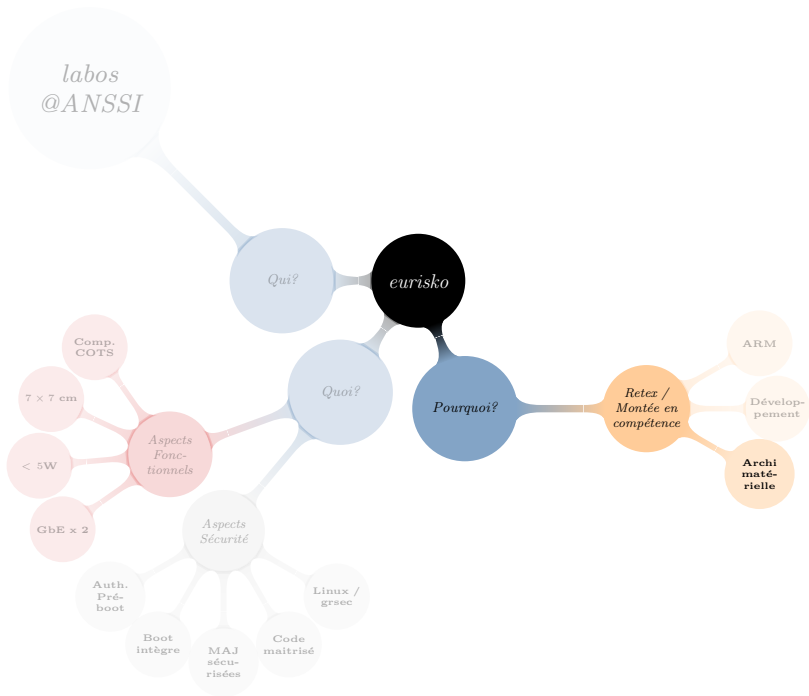 labos
@ANSSI
Qui?
eurisko
Quoi?
Pourquoi?
Retex /
Montée en
compétence
ARM
Dévelop-
pement
Archi
maté-
rielle
Comp.
COTS
7 × 7 cm
< 5W
GbE x 2
Aspects
Fonc-
tionnels
Aspects
Sécurité
Auth.
Pré-
boot
Boot
intègre
MAJ
sécu-
risées
Code
maitrisé
Linux /
grsec